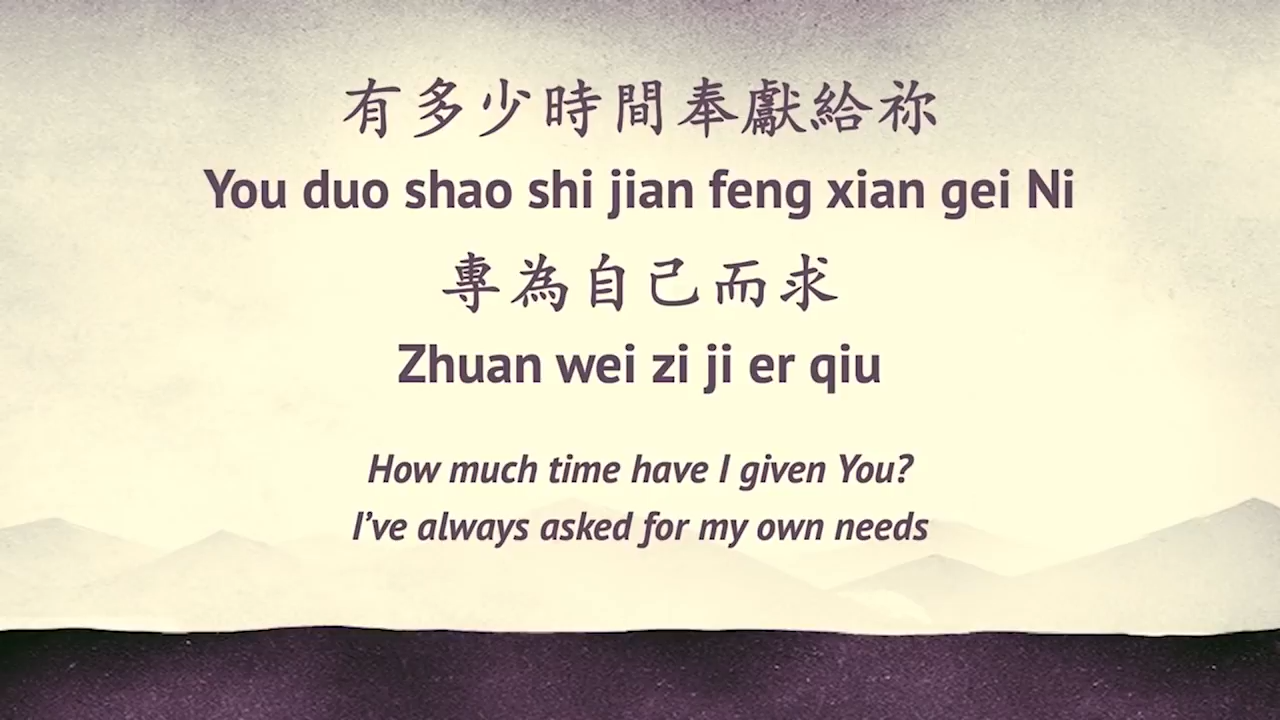 有多少時間奉獻給祢
You duo shao shi jian feng xian gei Ni
專為自己而求
Zhuan wei zi ji er qiu
How much time have I given You?
I’ve always asked for my own needs